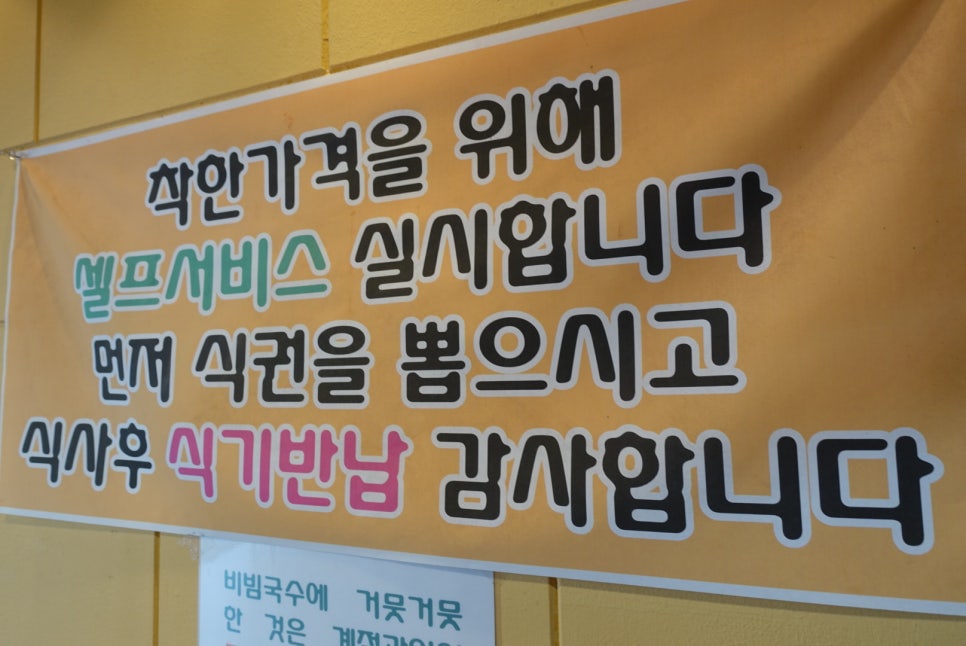 착한가격을 위해
셀프서비스 실시합니다
먼저 식권을 뽑으시고
식사후 식기반납 감사합니다
비빔국수에 거뭇거뭇
한 것은